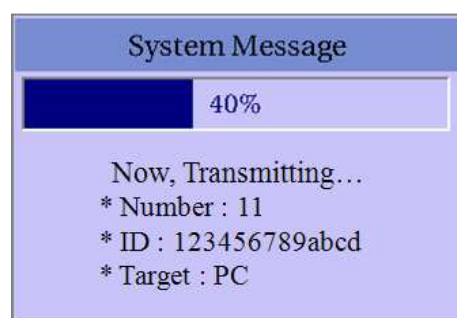 System Message
40%
Now, Transmitting...
* Number : 11
* ID : 123456789abcd
* Target : PC